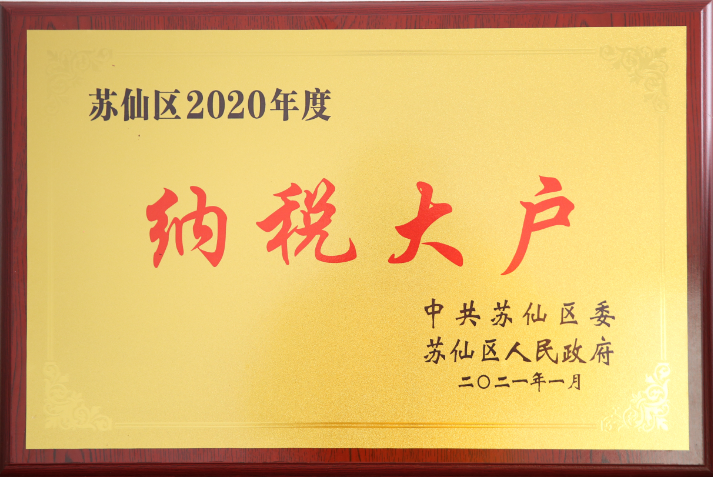 苏仙区2020年度
纳税大户
中共苏仙区委
苏仙区人民政府
二〇二一年一月